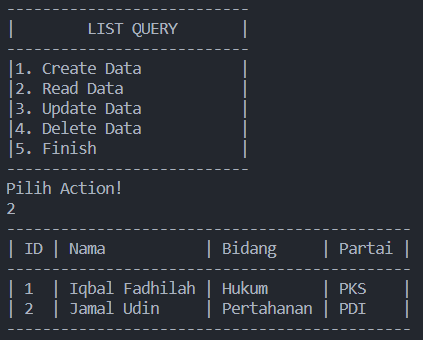 ---------------------------
|        LIST QUERY       |
---------------------------
|1. Create Data           |
|2. Read Data             |
|3. Update Data           |
|4. Delete Data           |
|5. Finish                |
---------------------------
Pilih Action!
2
---------------------------------------------
| ID | Nama           | Bidang     | Partai |
---------------------------------------------
| 1  | Iqbal Fadhilah | Hukum      | PKS    |
| 2  | Jamal Udin     | Pertahanan | PDI    |
---------------------------------------------